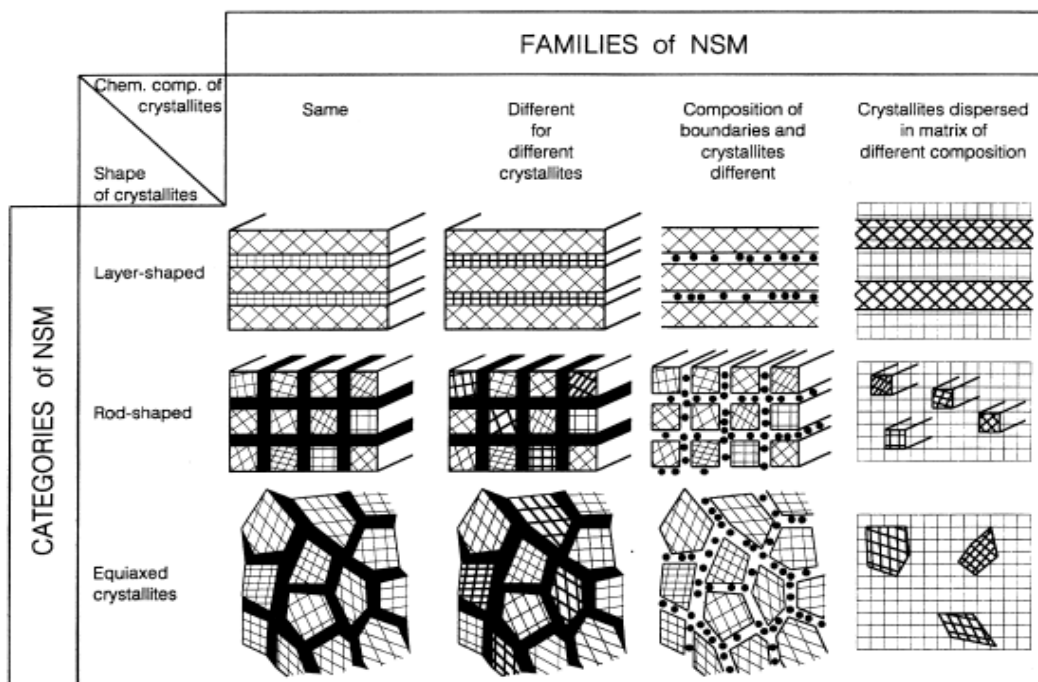 FAMILIES of NSM
Chem. comp. of
crystallites
Shape
of crystallites
Same
Different
for
different
crystallites
Composition of
boundaries and
crystallites
different
Crystallites dispersed
in matrix of
different composition
CATEGORIES of NSM
Layer-shaped
Rod-shaped
Equiaxed
crystallites